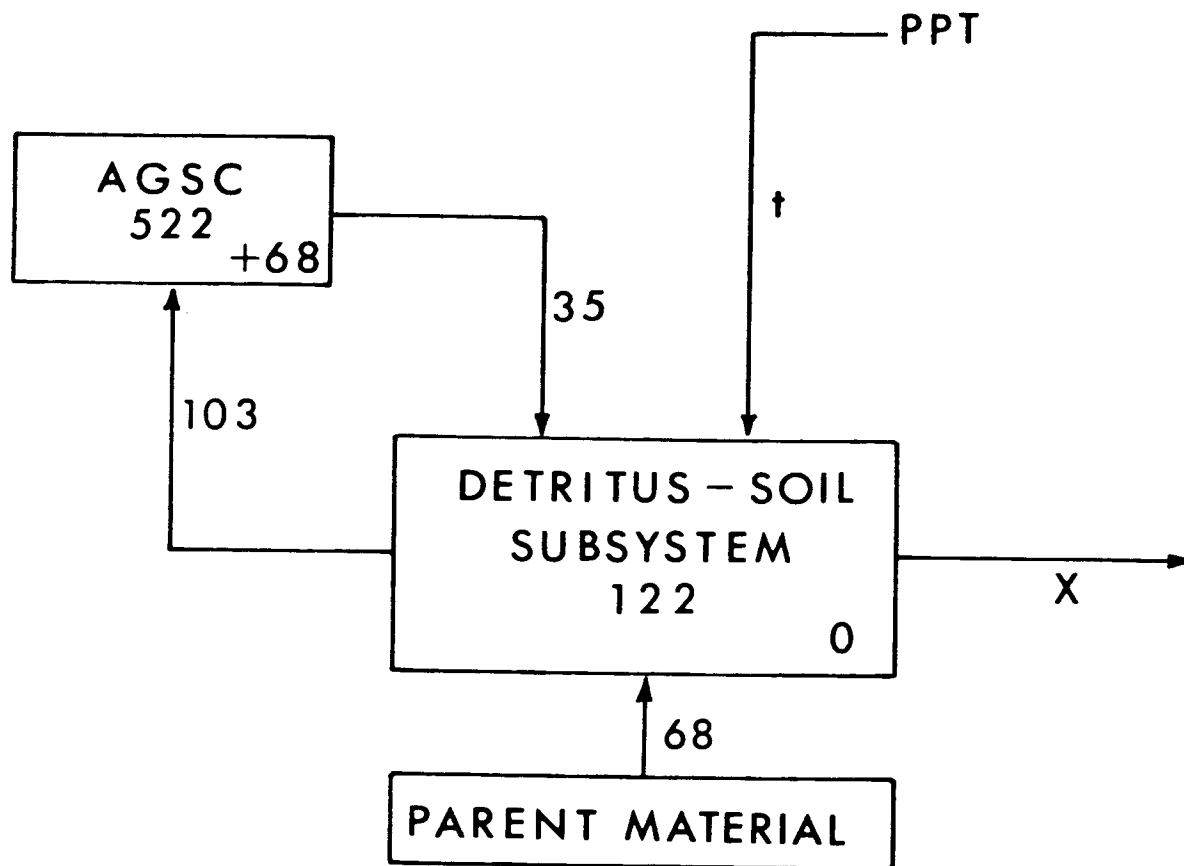 PPT
AGSC
522
+68
t
35
103
DETRITUS – SOIL
SUBSYSTEM
122
0
X
68
PARENT MATERIAL